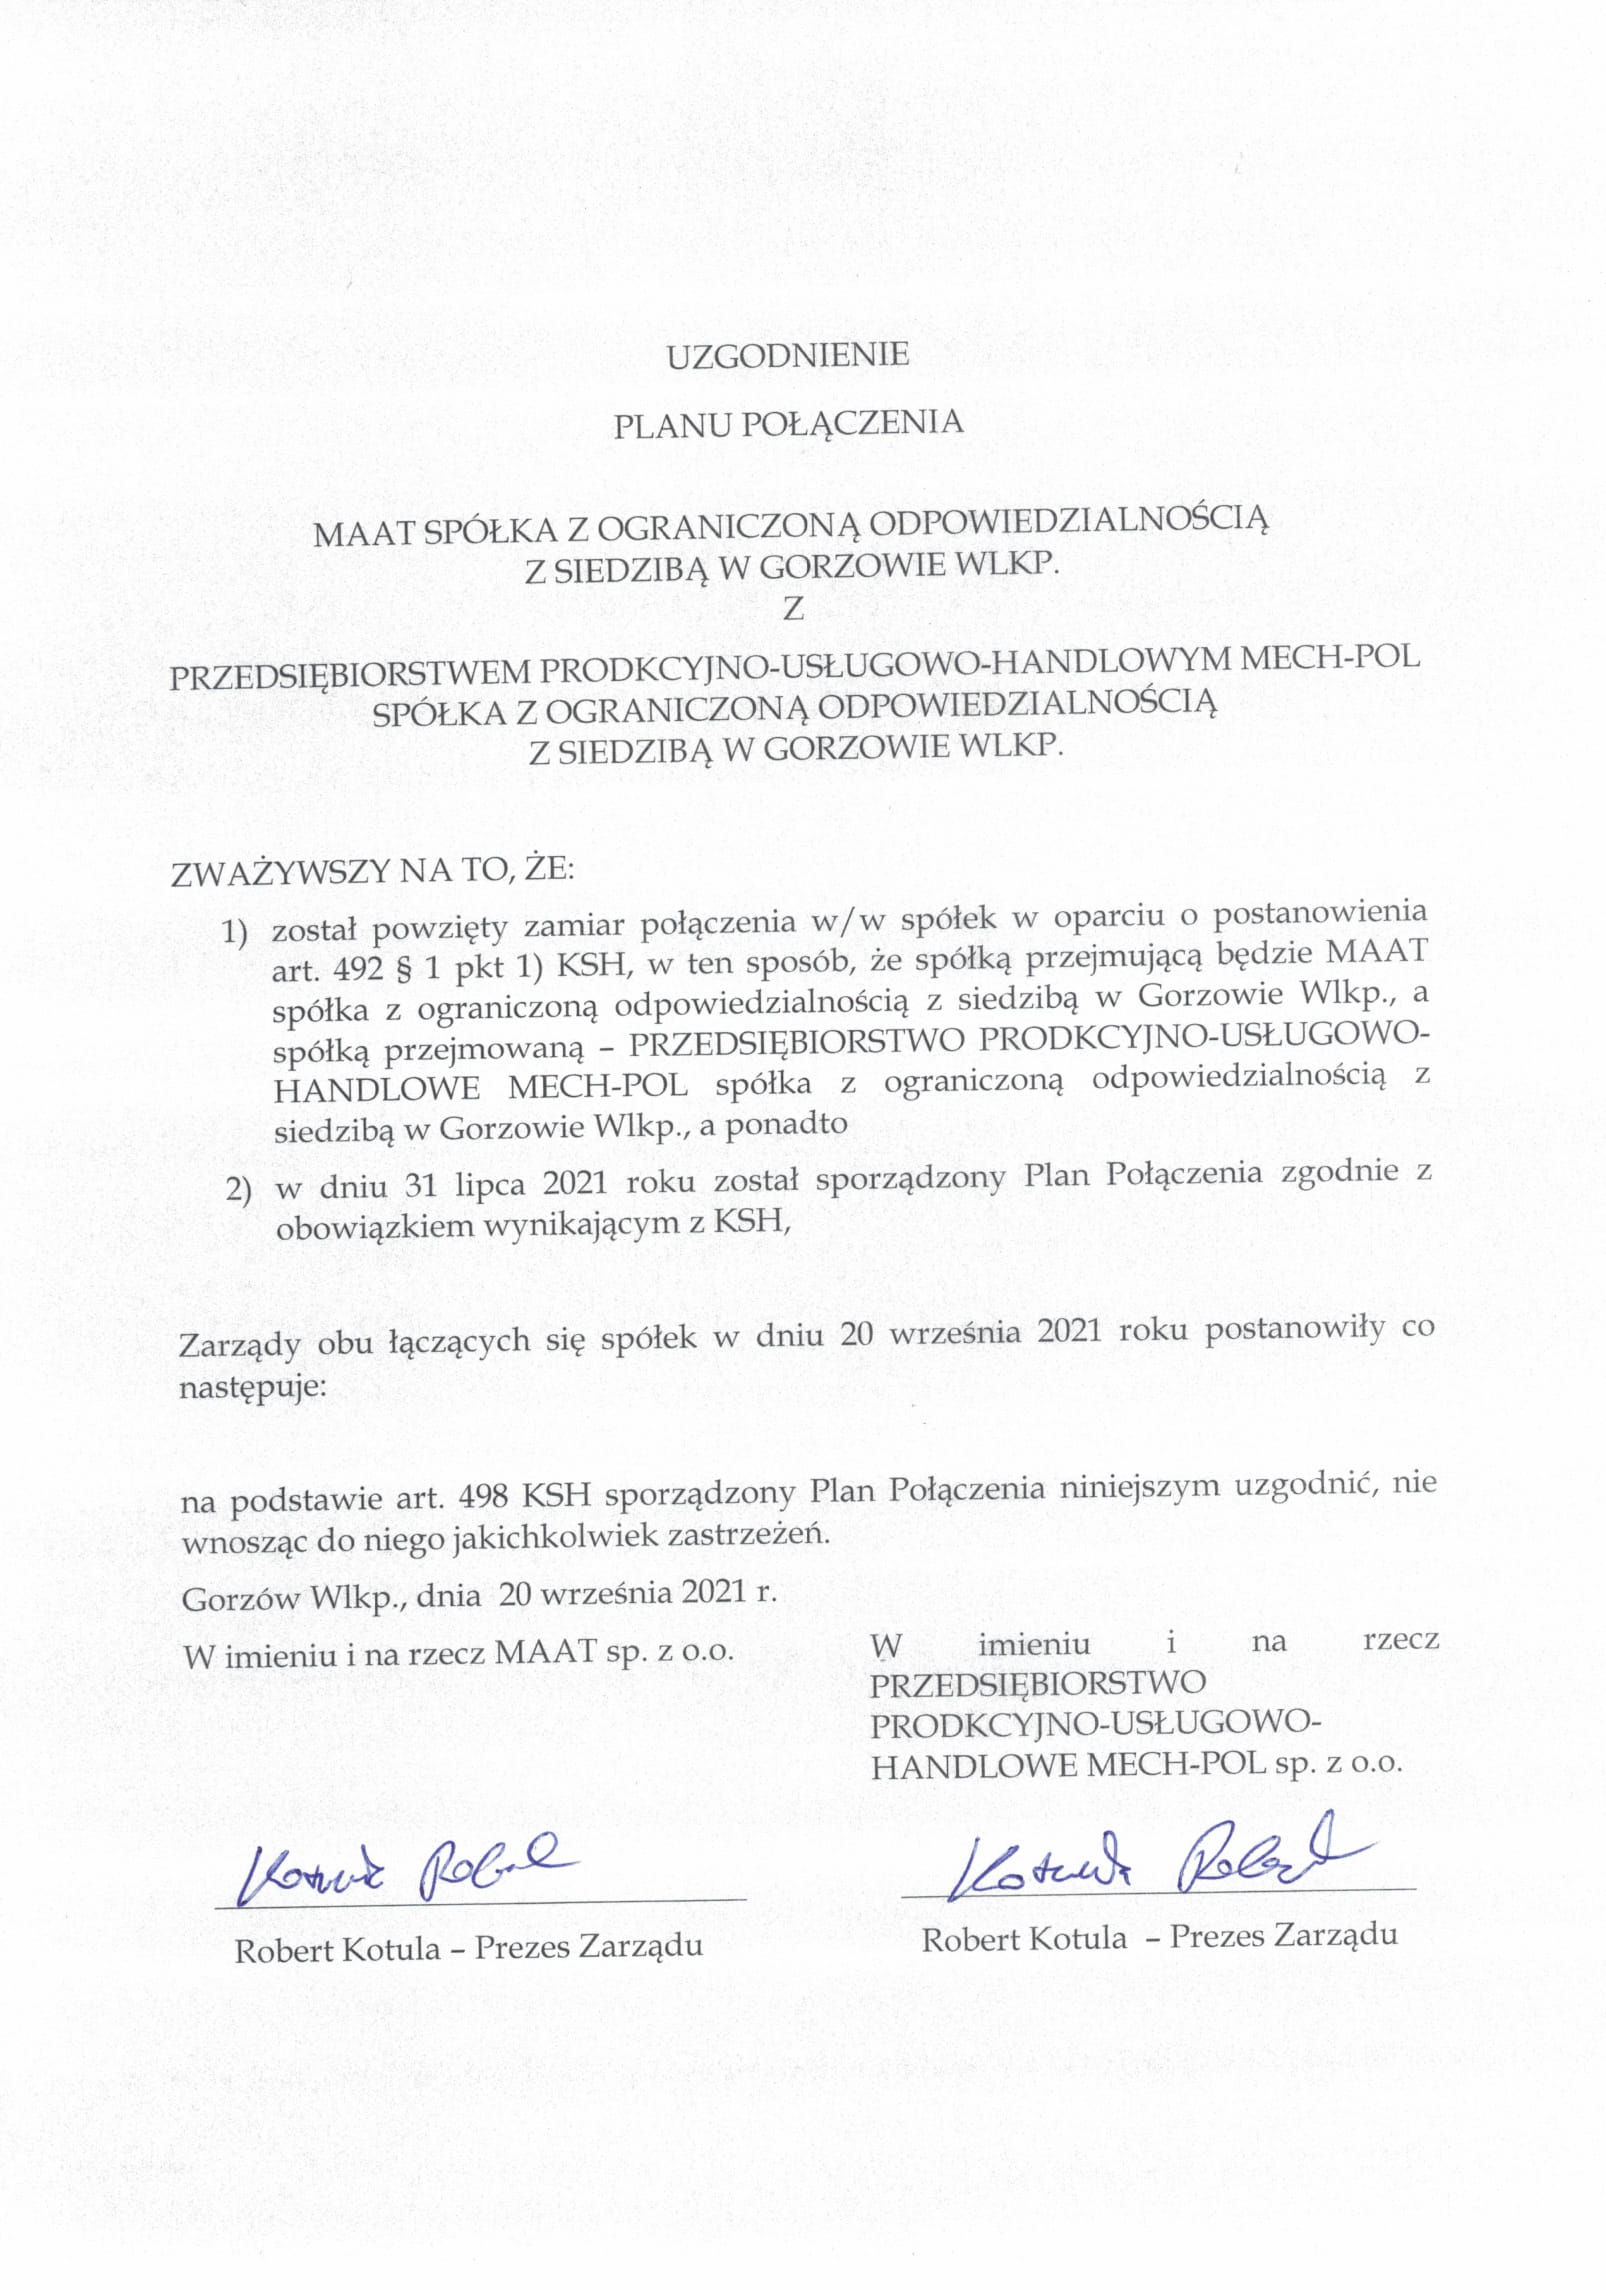 UZGODNIENIE
PLANU POŁĄCZENIA
MAAT SPÓŁKA Z OGRANICZONĄ ODPOWIEDZIALNOŚCIĄ
Z SIEDZIBĄ W GORZOWIE WLKP.
Z
PRZEDSIĘBIORSTWEM PRODKCYJNO-USŁUGOWO-HANDLOWYM MECH-POL
SPÓŁKA Z OGRANICZONĄ ODPOWIEDZIALNOŚCIĄ
Z SIEDZIBĄ W GORZOWIE WLKP.
ZWAŻYWSZY NA TO, ŻE:
1) został powzięty zamiar połączenia w/w spółek w oparciu o postanowienia
art. 492 § 1 pkt 1) KSH, w ten sposób, że spółką przejmującą będzie MAAT
spółka z ograniczoną odpowiedzialnością z siedzibą w Gorzowie Wlkp., a
spółką przejmowaną – PRZEDSIĘBIORSTWO PRODKCYJNO-USŁUGOWO-
HANDLOWE MECH-POL spółka z ograniczoną odpowiedzialnością z
siedzibą w Gorzowie Wlkp., a ponadto
2) w dniu 31 lipca 2021 roku został sporządzony Plan Połączenia zgodnie z
obowiązkiem wynikającym z KSH,
Zarządy obu łączących się spółek w dniu 20 września 2021 roku postanowiły co
następuje:
na podstawie art. 498 KSH sporządzony Plan Połączenia niniejszym uzgodnić, nie
wnosząc do niego jakichkolwiek zastrzeżeń.
Gorzów Wlkp., dnia 20 września 2021 r.
W imieniu i na rzecz MAAT sp. z o.o.
W imieniu i na rzecz
PRZEDSIĘBIORSTWO
PRODKCYJNO-USŁUGOWO-
HANDLOWE MECH-POL sp. z o.o.
Kotula Robert
Kotula Robert
Robert Kotula – Prezes Zarządu
Robert Kotula – Prezes Zarządu